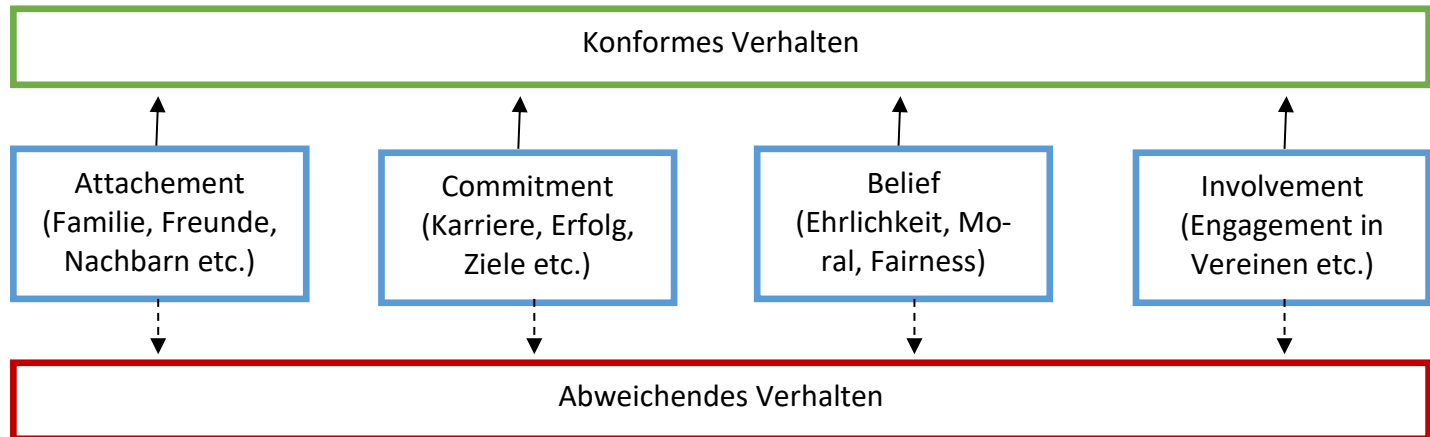 Konformes Verhalten
Attachement
(Familie, Freunde,
Nachbarn etc.)
Commitment
(Karriere, Erfolg,
Ziele etc.)
Belief
(Ehrlichkeit, Mo-
ral, Fairness)
Involvement
(Engagement in
Vereinen etc.)
Abweichendes Verhalten